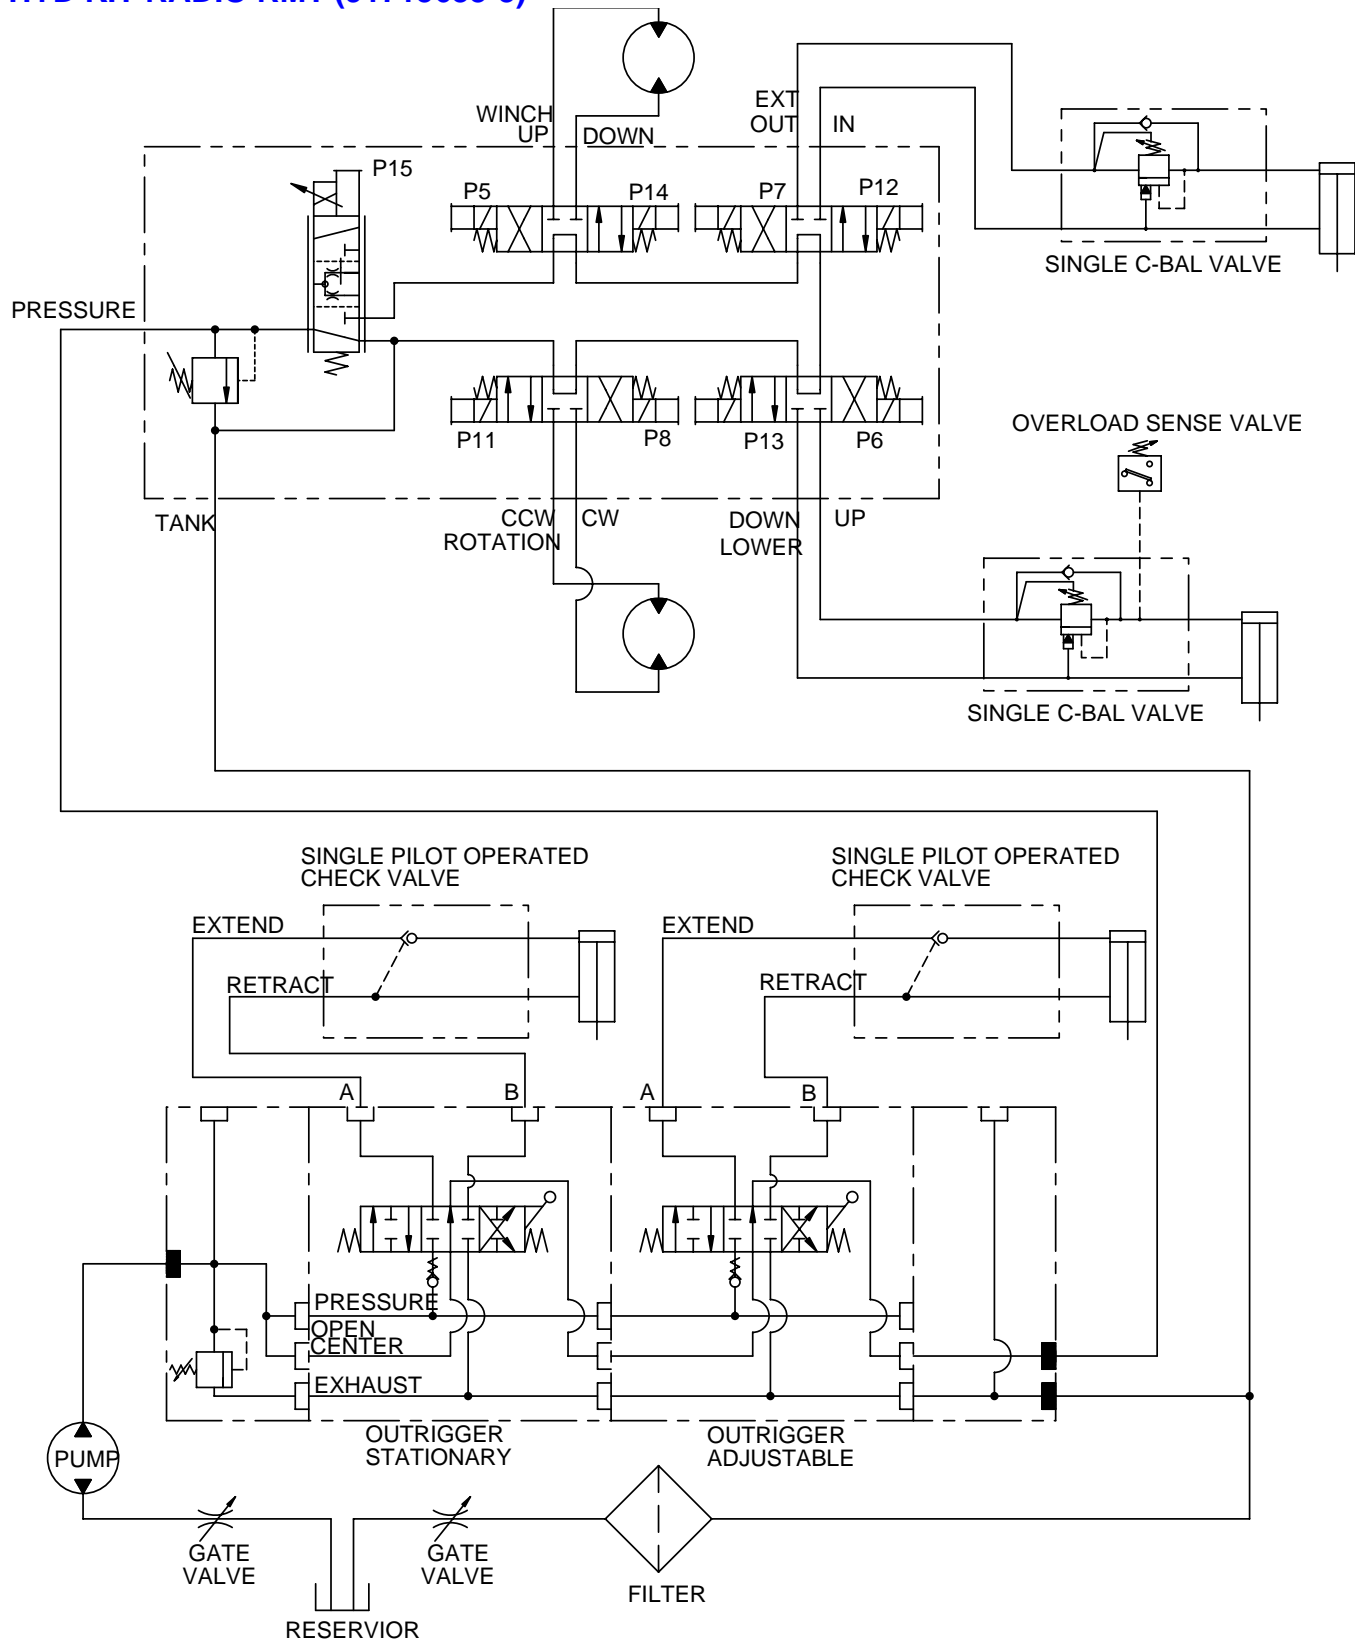 WINCH
UP
DOWN
EXT
OUT
IN
P15
P5
P14
P7
P12
SINGLE C-BAL VALVE
PRESSURE
P11
P8
P13
P6
OVERLOAD SENSE VALVE
TANK
CCW
CW
ROTATION
DOWN
UP
LOWER
SINGLE C-BAL VALVE
SINGLE PILOT OPERATED
CHECK VALVE
SINGLE PILOT OPERATED
CHECK VALVE
EXTEND
RETRACT
EXTEND
RETRACT
A
B
A
B
PRESSURE
OPEN
CENTER
EXHAUST
OUTRIGGER
STATIONARY
OUTRIGGER
ADJUSTABLE
PUMP
GATE
VALVE
GATE
VALVE
FILTER
RESERVIOR